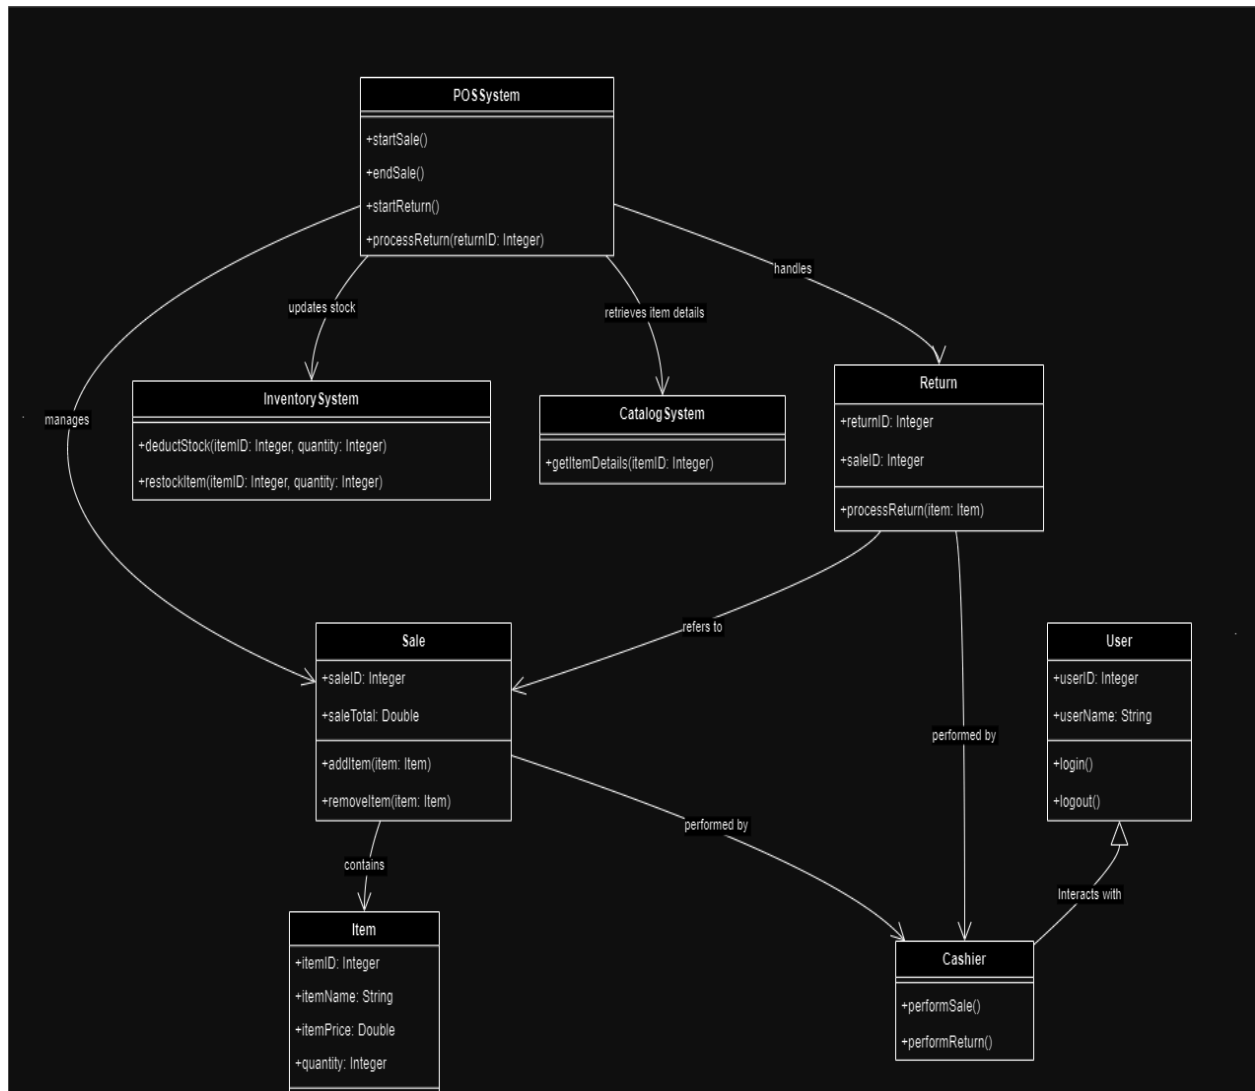 POSSystem
+startSale()
+endSale()
+startReturn()
+processReturn(returnID: Integer)
handles
updates stock
retrieves item details
manages
InventorySystem
+deductStock(itemID: Integer, quantity: Integer)
+restockItem(itemID: Integer, quantity: Integer)
CatalogSystem
+getItemDetails(itemID: Integer)
Return
+returnID: Integer
+saleID: Integer
+processReturn(item: Item)
refers to
Sale
+saleID: Integer
+saleTotal: Double
+addItem(item: Item)
+removeItem(item: Item)
User
+userID: Integer
+userName: String
+login()
+logout()
performed by
performed by
contains
Interacts with
Item
+itemID: Integer
+itemName: String
+itemPrice: Double
+quantity: Integer
Cashier
+performSale()
+performReturn()